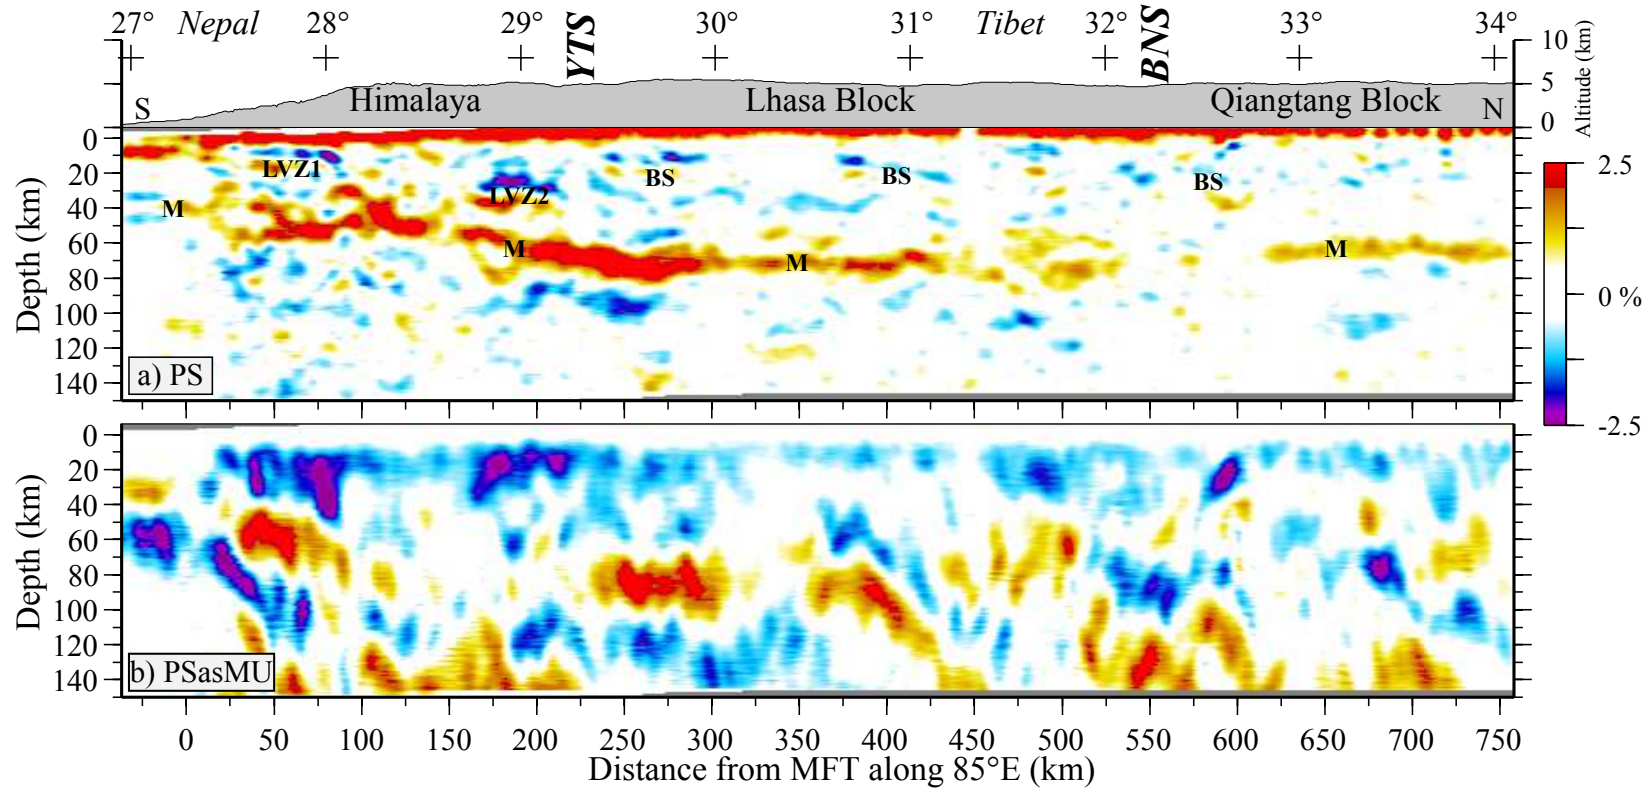 27° Nepal 28° 29° YTS 30° 31° Tibet 32° BNS 33° 34°
S Himalaya Lhasa Block Qiangtang Block N
10
5
0
Altitude (km)
0
20
40
60
80
100
120
140
Depth (km)
LVZ1 LVZ2 BS BS BS
M M M M
a) PS
2.5
0 %
-2.5
0
20
40
60
80
100
120
140
Depth (km)
b) PSasMU
0 50 100 150 200 250 300 350 400 450 500 550 600 650 700 750
Distance from MFT along 85°E (km)